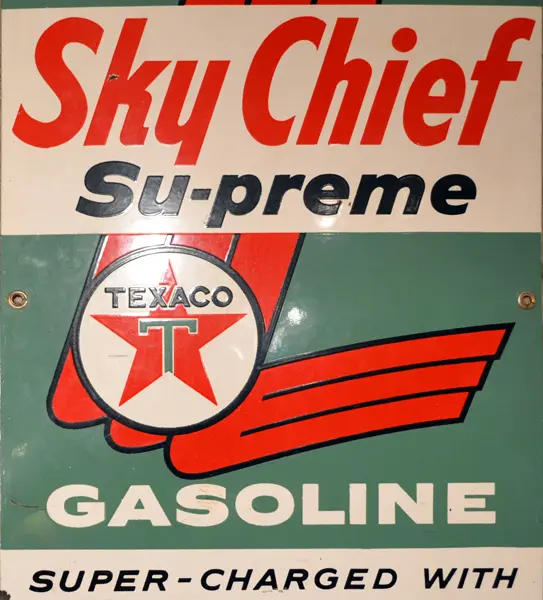 Sky Chief
Su-preme
TEXACO
T
GASOLINE
SUPER-CHARGED WITH